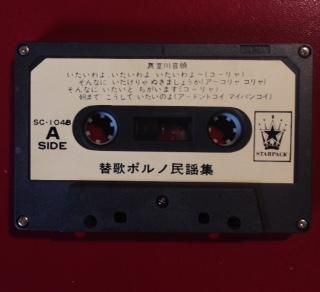 真室川音頭
いたいわよ、いたいわよ いたいわよ～(コーリャ)
そんなに いたけりゃ ぬきましょうか(アーコリャ コリャ)
そんなに いたいと ちがいます(コーリャ)
朝まで こうして いたいのよ(アードントコイ マイバンコイ)
SC-1048
A
SIDE
STARPACK
替歌ポルノ民謡集